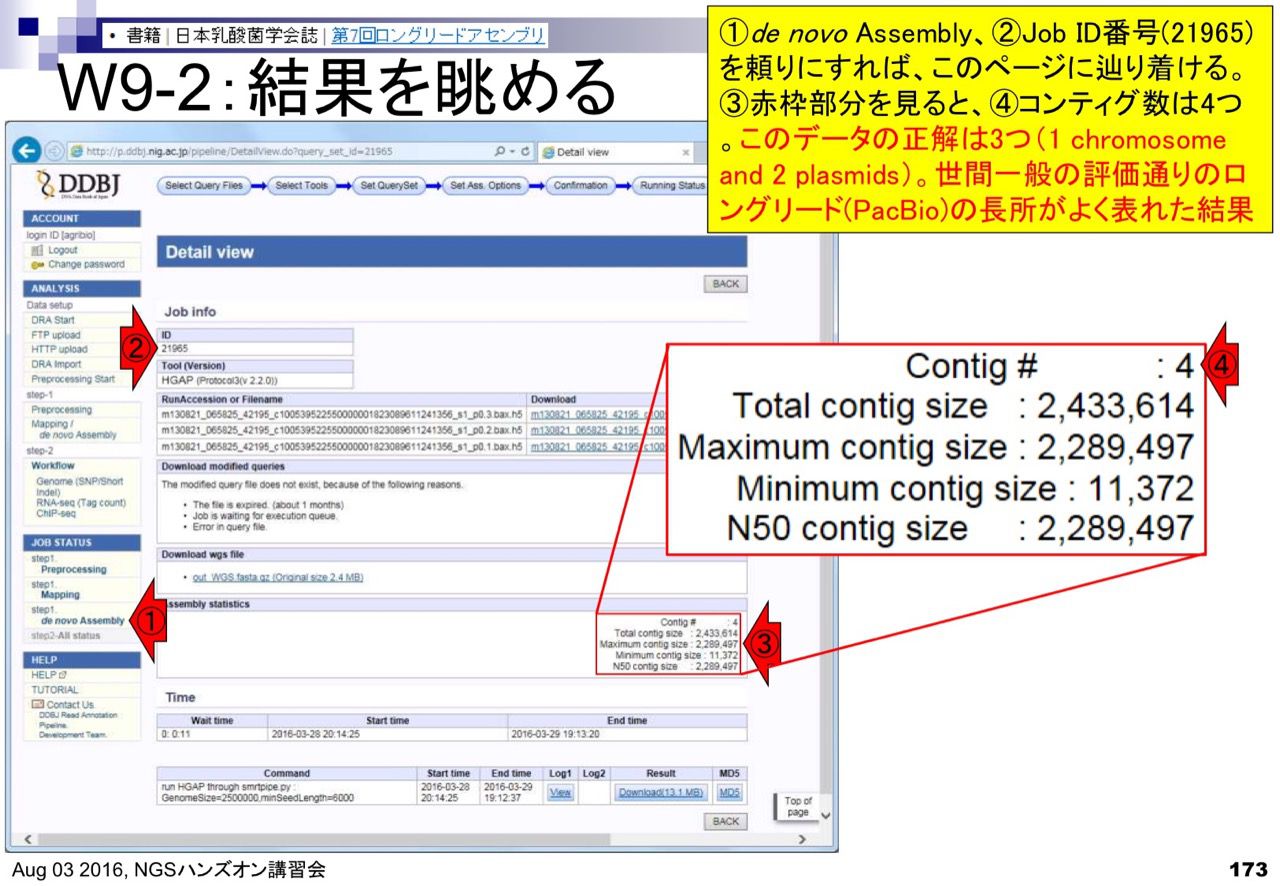 • 書籍 | 日本乳酸菌学会誌 | 第7回ロングリードアセンブリ
W9-2：結果を眺める
①de novo Assembly、②Job ID番号(21965)
を頼りにすれば、このページに辿り着ける。
③赤枠部分を見ると、④コンティグ数は4つ
。このデータの正解は3つ（1 chromosome
and 2 plasmids）。世間一般の評価通りのロ
ングリード(PacBio)の長所がよく表れた結果
http://p.ddbj.nig.ac.jp/pipeline/DetailView.do?query_set_id=21965
Detail view
DDBJ
DNA Data Bank of Japan
Select Query Files
Select Tools
Set QuerySet
Set Ass. Options
Confirmation
Running Status
ACCOUNT
login ID [agribio]
Logout
Change password
ANALYSIS
Data setup
DRA Start
FTP upload
HTTP upload
DRA Import
Preprocessing Start
step-1
Preprocessing
Mapping /
de novo Assembly
step-2
Workflow
Genome (SNP/Short
Indel)
RNA-seq (Tag count)
ChIP-seq
JOB STATUS
step1.
Preprocessing
step1.
Mapping
step1.
de novo Assembly
step2-All status
①
HELP
HELP
TUTORIAL
Contact Us
DDBJ Read Annotation
Pipeline.
Development Team.
Detail view
BACK
Job info
②
ID
21965
Tool (Version)
HGAP (Protocol3(v 2.2.0))
RunAccession or Filename
Download
m130821_065825_42195_c100539522550000001823089611241356_s1_p0.3.bax.h5
m130821_065825_42195_c100
m130821_065825_42195_c100539522550000001823089611241356_s1_p0.2.bax.h5
m130821_065825_42195_c100
m130821_065825_42195_c100539522550000001823089611241356_s1_p0.1.bax.h5
m130821_065825_42195_c100
Download modified queries
The modified query file does not exist, because of the following reasons.
• The file is expired. (about 1 months)
• Job is waiting for execution queue.
• Error in query file.
Download wgs file
• out_WGS.fasta.gz (Original size 2.4 MB)
ssembly statistics
Contig # : 4
Total contig size : 2,433,614
Maximum contig size : 2,289,497
Minimum contig size : 11,372
N50 contig size : 2,289,497
③
Contig # : 4
Total contig size : 2,433,614
Maximum contig size : 2,289,497
Minimum contig size : 11,372
N50 contig size : 2,289,497
④
Time
Wait time Start time End time
0: 0:11 2016-03-28 20:14:25 2016-03-29 19:13:20
Command Start time End time Log1 Log2 Result MD5
run HGAP through smrtpipe.py :
GenomeSize=2500000,minSeedLength=6000
2016-03-28
20:14:25
2016-03-29
19:12:37
View
Download(13.1 MB)
MD5
BACK
Top of
page
Aug 03 2016, NGSハンズオン講習会
173